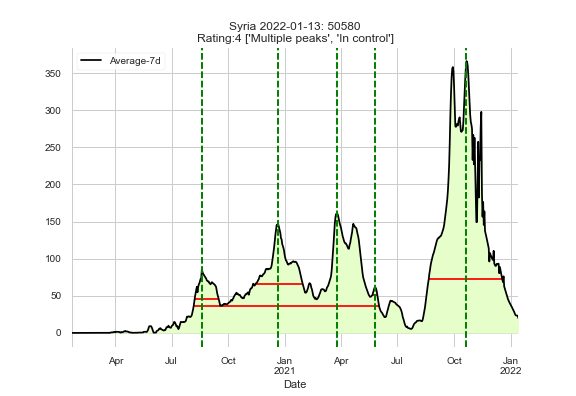 Syria 2022-01-13: 50580
Rating:4 ['Multiple peaks', 'In control']
Average-7d
350
300
250
200
150
100
50
0
Apr
Jul
Oct
Jan
2021
Apr
Jul
Oct
Jan
2022
Date